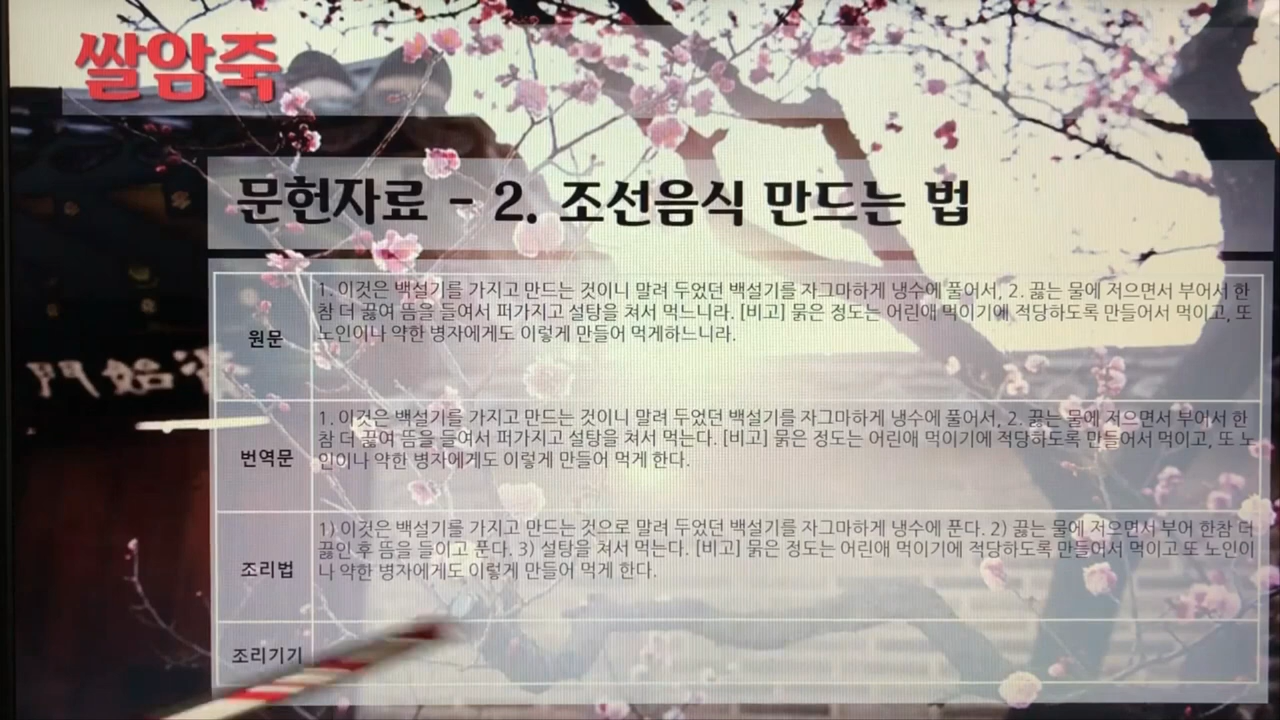 쌀암죽
문헌자료 - 2. 조선음식 만드는 법
원문
1. 이것은 백설기를 가지고 만드는 것이니 말려 두었던 백설기를 자그마하게 냉수에 풀어서, 2. 끓는 물에 저으면서 부어서 한
참 더 끓여 뜸을 들여서 퍼가지고 설탕을 쳐서 먹느니라. [비고] 묽은 정도는 어린애 먹이기에 적당하도록 만들어서 먹이고, 또
노인이나 약한 병자에게도 이렇게 만들어 먹게하느니라.
번역문
1. 이것은 백설기를 가지고 만드는 것이니 말려 두었던 백설기를 자그마하게 냉수에 풀어서, 2. 끓는 물에 저으면서 부어서 한
참 더 끓여 뜸을 들여서 퍼가지고 설탕을 쳐서 먹는다. [비고] 묽은 정도는 어린애 먹이기에 적당하도록 만들어서 먹이고, 또 노
인이나 약한 병자에게도 이렇게 만들어 먹게 한다.
조리법
1) 이것은 백설기를 가지고 만드는 것으로 말려 두었던 백설기를 자그마하게 냉수에 푼다. 2) 끓는 물에 저으면서 부어 한참 더
끓인 후 뜸을 들이고 푼다. 3) 설탕을 쳐서 먹는다. [비고] 묽은 정도는 어린애 먹이기에 적당하도록 만들어서 먹이고 또 노인이
나 약한 병자에게도 이렇게 만들어 먹게 한다.
조리기기
門始